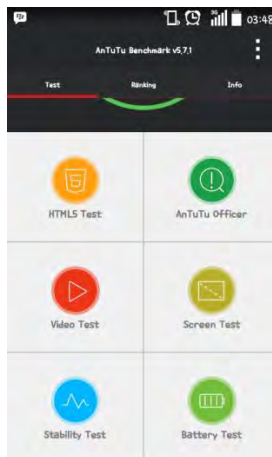 3G 03:48
AnTuTu Benchmark v5.7.1
Test Ranking Info
HTML5 Test AnTuTu Officer
Video Test Screen Test
Stability Test Battery Test